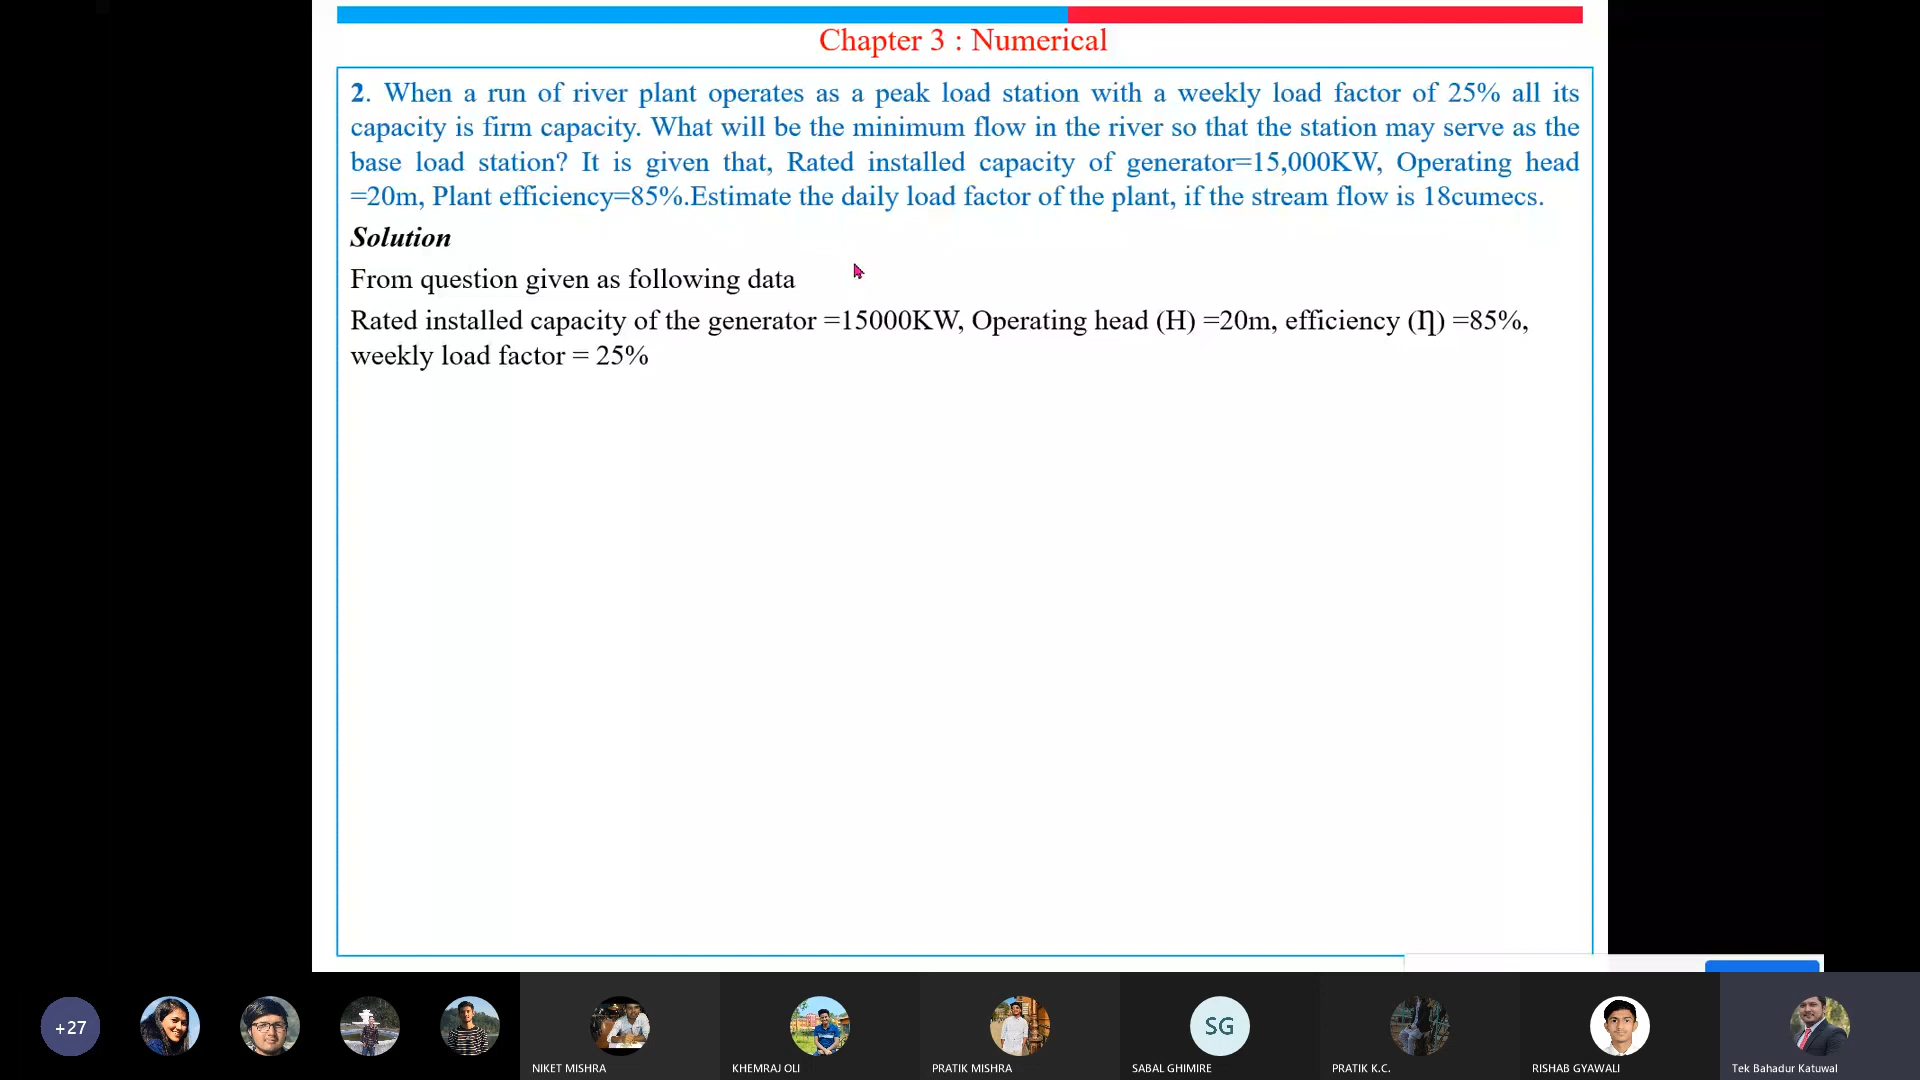 Chapter 3 : Numerical
2. When a run of river plant operates as a peak load station with a weekly load factor of 25% all its
capacity is firm capacity. What will be the minimum flow in the river so that the station may serve as the
base load station? It is given that, Rated installed capacity of generator=15,000KW, Operating head
=20m, Plant efficiency=85%.Estimate the daily load factor of the plant, if the stream flow is 18cumecs.
Solution
From question given as following data
Rated installed capacity of the generator =15000KW, Operating head (H) =20m, efficiency (Ƞ) =85%,
weekly load factor = 25%
+27
SG
NIKET MISHRA
KHEMRAJ OLI
PRATIK MISHRA
SABAL GHIMIRE
PRATIK K.C.
RISHAB GYAWALI
Tek Bahadur Katuwal